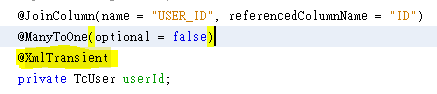 @JoinColumn(name = "USER_ID", referencedColumnName = "ID")
@ManyToOne(optional = false)
@XmlTransient
private TcUser userId;